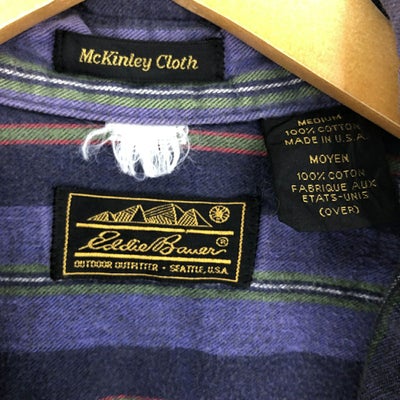 McKinley Cloth
MEDIUM
100% COTTON
MADE IN U.S.A.
MOYEN
100% COTON
FABRIQUE AUX
ETATS-UNIS
(OVER)
Eddie Bauer®
OUTDOOR OUTFITTER • SEATTLE, U.S.A.